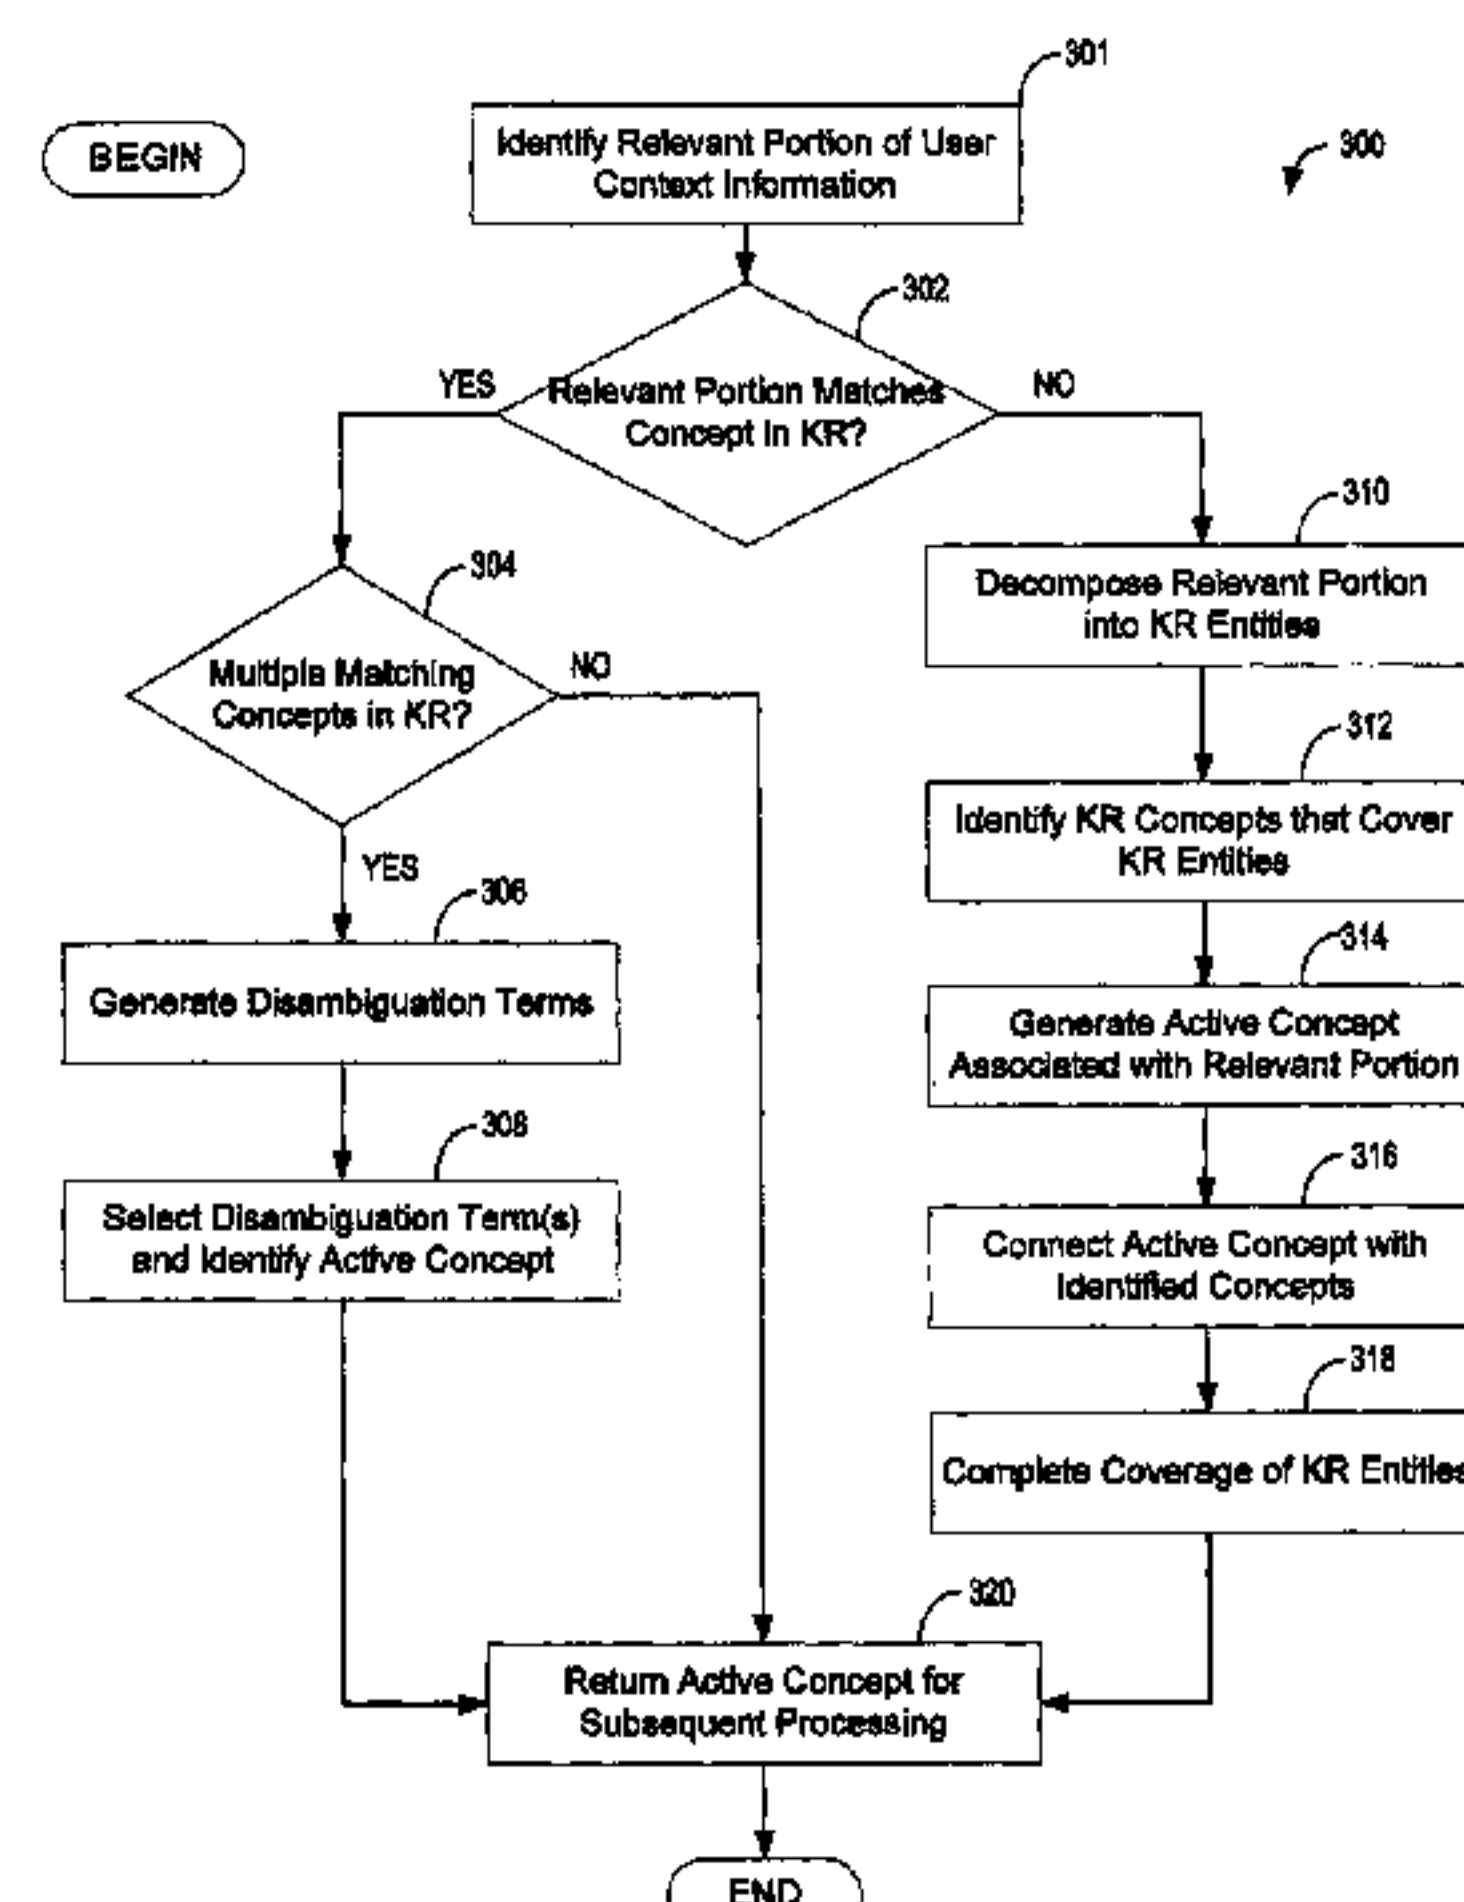 301
BEGIN
Identify Relevant Portion of User
Context Information
300
302
YES
Relevant Portion Matches
Concept in KR?
NO
310
304
Decompose Relevant Portion
into KR Entities
Multiple Matching
Concepts in KR?
NO
312
Identify KR Concepts that Cover
KR Entities
YES
306
314
Generate Disambiguation Terms
Generate Active Concept
Associated with Relevant Portion
308
316
Select Disambiguation Term(s)
and Identify Active Concept
Connect Active Concept with
Identified Concepts
318
Complete Coverage of KR Entities
320
Return Active Concept for
Subsequent Processing
END